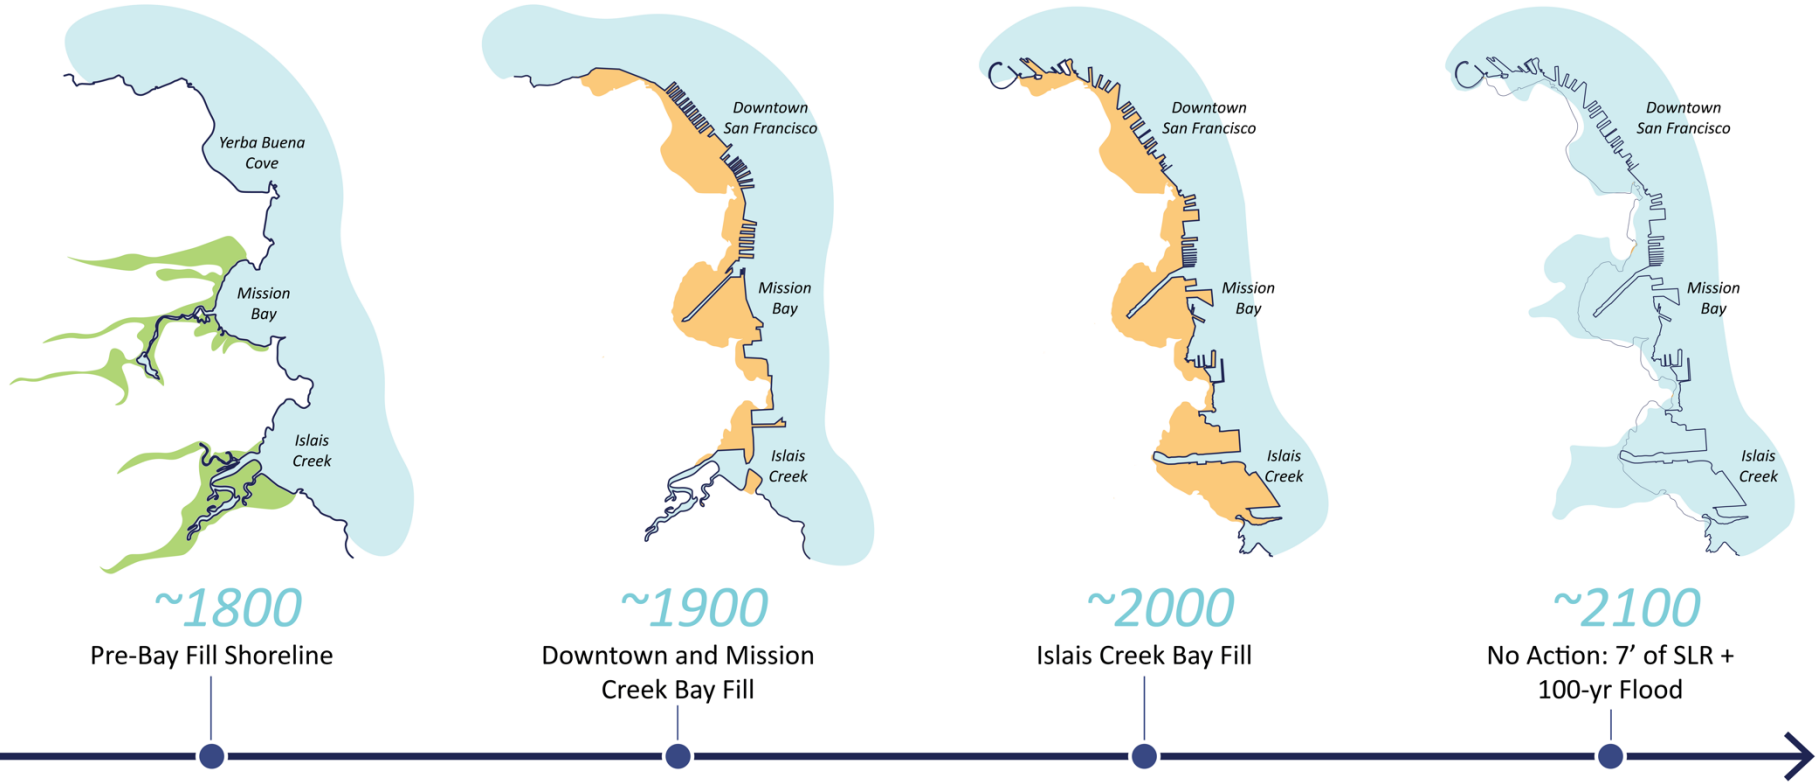 Yerba Buena
Cove
Mission
Bay
Islais
Creek
~1800
Pre-Bay Fill Shoreline
Downtown
San Francisco
Mission
Bay
Islais
Creek
~1900
Downtown and Mission
Creek Bay Fill
Downtown
San Francisco
Mission
Bay
Islais
Creek
~2000
Islais Creek Bay Fill
Downtown
San Francisco
Mission
Bay
Islais
Creek
~2100
No Action: 7’ of SLR +
100-yr Flood